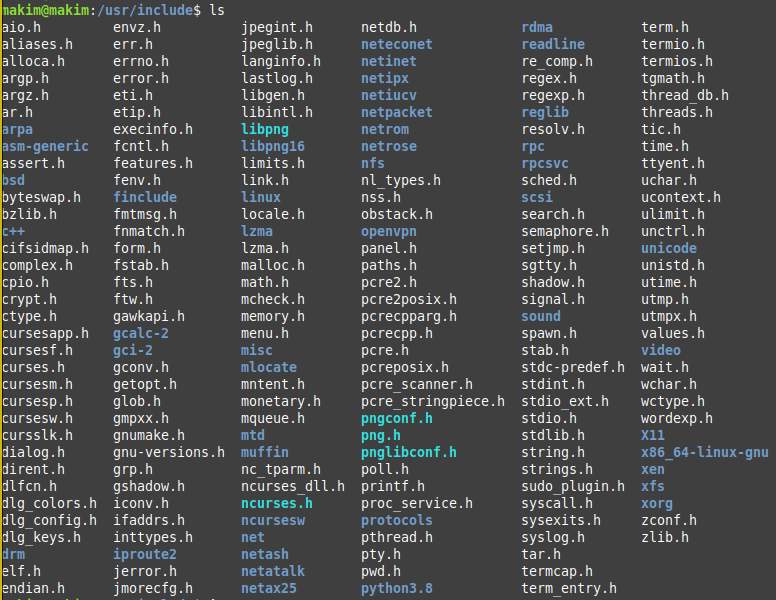 makim@makim:/usr/include$ ls
aio.h envz.h jpegint.h netdb.h rdma term.h
aliases.h err.h jpeglib.h neteconet readline termio.h
alloca.h errno.h langinfo.h netinet re_comp.h termios.h
argp.h error.h lastlog.h netipx regex.h tgmath.h
argz.h eti.h libgen.h netiucv regexp.h thread_db.h
ar.h etip.h libintl.h netpacket reglib threads.h
arpa execinfo.h libpng netrom resolv.h tic.h
asm-generic fcntl.h libpng16 netrose rpc time.h
assert.h features.h limits.h nfs rpcsvc ttyent.h
bsd fenv.h link.h nl_types.h sched.h uchar.h
byteswap.h finclude linux nss.h scsi ucontext.h
bzlib.h fmtmsg.h locale.h obstack.h search.h ulimit.h
c++ fnmatch.h lzma openvpn semaphore.h unctrl.h
cifsidmap.h form.h lzma.h panel.h setjmp.h unicode
complex.h fstab.h malloc.h paths.h sgtty.h unistd.h
cpio.h fts.h math.h pcre2.h shadow.h utime.h
crypt.h ftw.h mcheck.h pcre2posix.h signal.h utmp.h
ctype.h gawkapi.h memory.h pcrecpparg.h sound utmpx.h
cursesapp.h gcalc-2 menu.h pcrecpp.h spawn.h values.h
cursesf.h gci-2 misc pcre.h stab.h video
curses.h gconv.h mlocate pcreposix.h stdc-predef.h wait.h
cursesm.h getopt.h mntent.h pcre_scanner.h stdint.h wchar.h
cursesp.h glob.h monetary.h pcre_stringpiece.h stdio_ext.h wctype.h
cursesw.h gmpxx.h mqueue.h pngconf.h stdio.h wordexp.h
cursslk.h gnumake.h mtd png.h stdlib.h X11
dialog.h gnu-versions.h muffin pnglibconf.h string.h x86_64-linux-gnu
dirent.h grp.h nc_tparm.h poll.h strings.h xen
dlfcn.h gshadow.h ncurses_dll.h printf.h sudo_plugin.h xfs
dlg_colors.h iconv.h ncurses.h proc_service.h syscall.h xorg
dlg_config.h ifaddrs.h ncursesw protocols sysexits.h zconf.h
dlg_keys.h inttypes.h net pthread.h syslog.h zlib.h
drm iproute2 netash pty.h tar.h
elf.h jerror.h netatalk pwd.h termcap.h
endian.h jmorecfg.h netax25 python3.8 term_entry.h